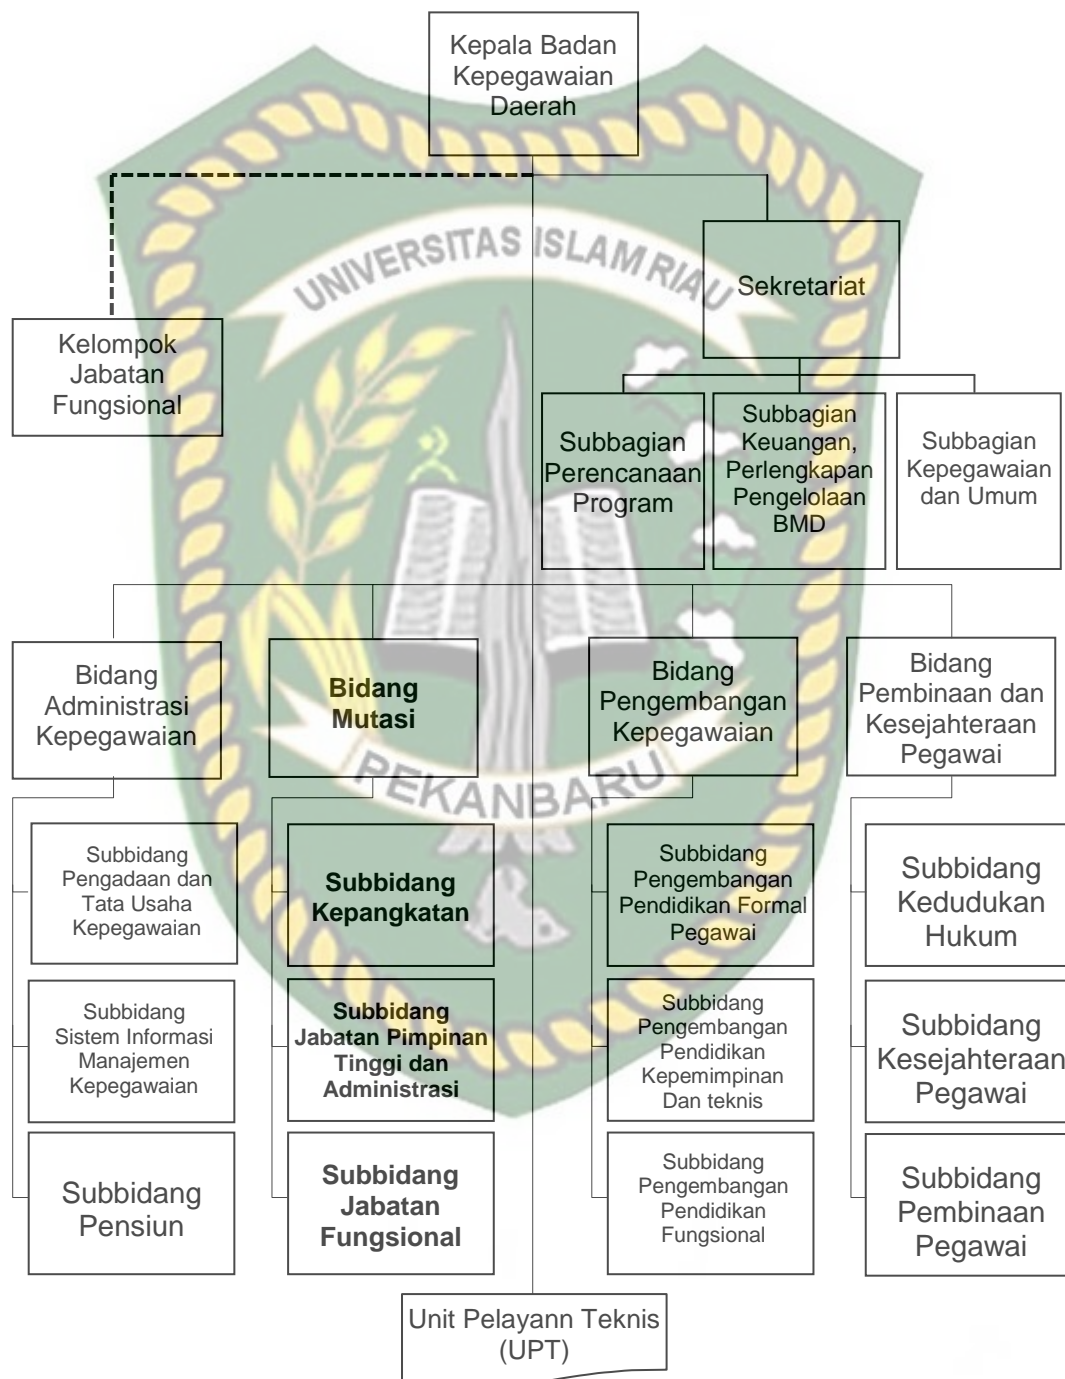 Kepala Badan
Kepegawaian
Daerah
UNIVERSITAS ISLAM RIAU
Sekretariat
Kelompok
Jabatan
Fungsional
Subbagian
Perencanaan
Program
Subbagian
Keuangan,
Perlengkapan
Pengelolaan
BMD
Subbagian
Kepegawaian
dan Umum
Bidang
Administrasi
Kepegawaian
Bidang
Mutasi
Bidang
Pengembangan
Kepegawaian
Bidang
Pembinaan dan
Kesejahteraan
Pegawai
PEKANBARU
Subbidang
Pengadaan dan
Tata Usaha
Kepegawaian
Subbidang
Kepangkatan
Subbidang
Pengembangan
Pendidikan Formal
Pegawai
Subbidang
Kedudukan
Hukum
Subbidang
Sistem Informasi
Manajemen
Kepegawaian
Subbidang
Jabatan Pimpinan
Tinggi dan
Administrasi
Subbidang
Pengembangan
Pendidikan
Kepemimpinan
Dan teknis
Subbidang
Kesejahteraan
Pegawai
Subbidang
Pensiun
Subbidang
Jabatan
Fungsional
Subbidang
Pengembangan
Pendidikan
Fungsional
Subbidang
Pembinaan
Pegawai
Unit Pelayann Teknis
(UPT)